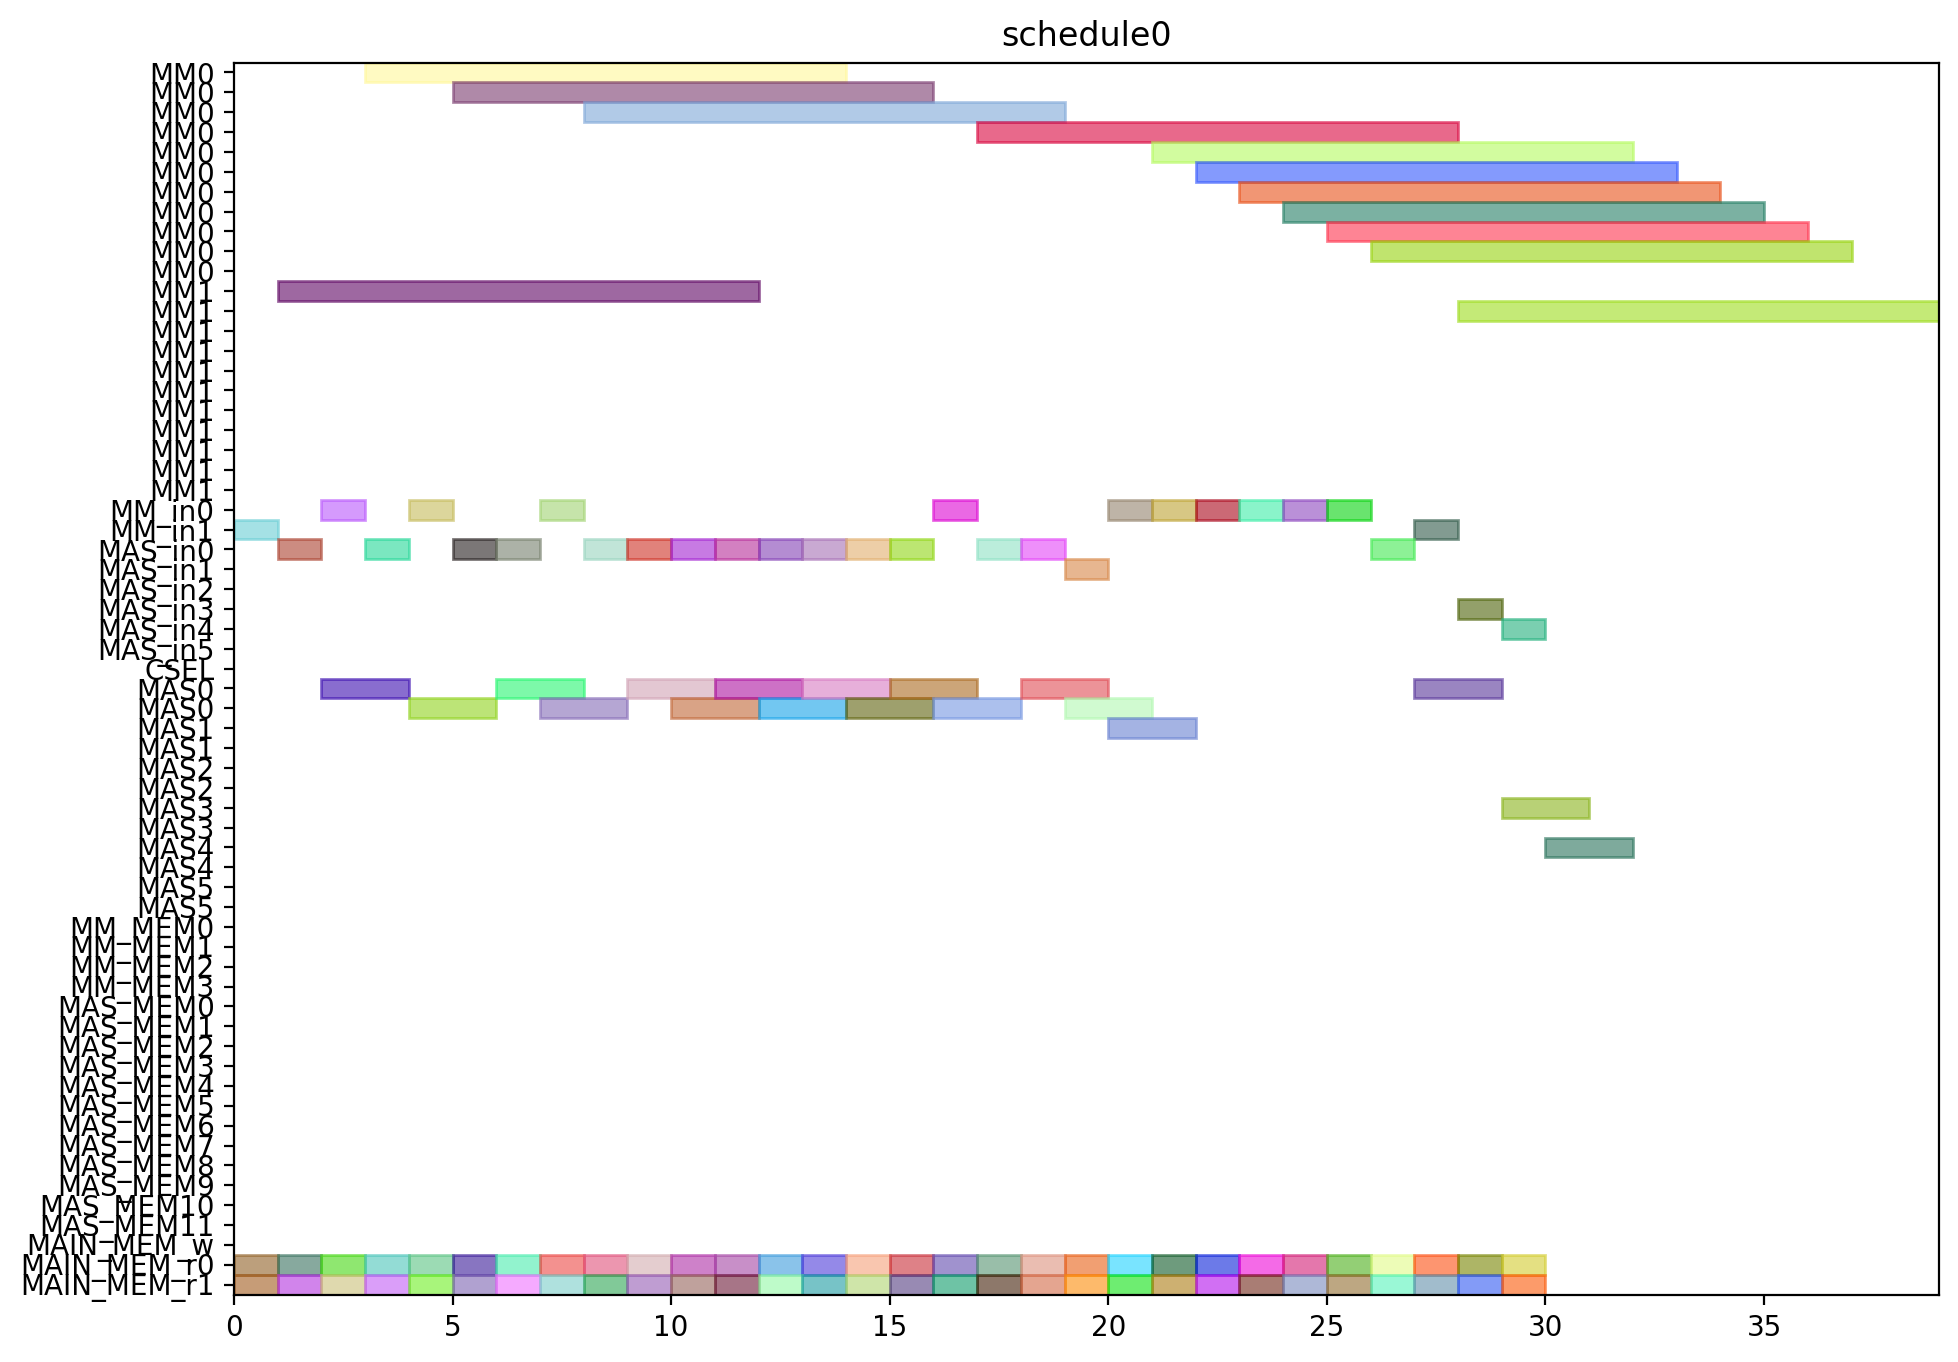 schedule0
MM0
MM0
MM0
MM0
MM0
MM0
MM0
MM0
MM0
MM0
MM0
MM1
MM1
MM1
MM1
MM1
MM1
MM1
MM1
MM1
MM1
MM1
MM_in0
MM_in1
MAS_in0
MAS_in1
MAS_in2
MAS_in3
MAS_in4
MAS_in5
CSEL
MAS0
MAS0
MAS1
MAS1
MAS2
MAS2
MAS3
MAS3
MAS4
MAS4
MAS5
MAS5
MM_MEM0
MM_MEM1
MM_MEM2
MM_MEM3
MAS_MEM0
MAS_MEM1
MAS_MEM2
MAS_MEM3
MAS_MEM4
MAS_MEM5
MAS_MEM6
MAS_MEM7
MAS_MEM8
MAS_MEM9
MAS_MEM10
MAS_MEM11
MAIN_MEM_w
MAIN_MEM_r0
MAIN_MEM_r1
0 5 10 15 20 25 30 35